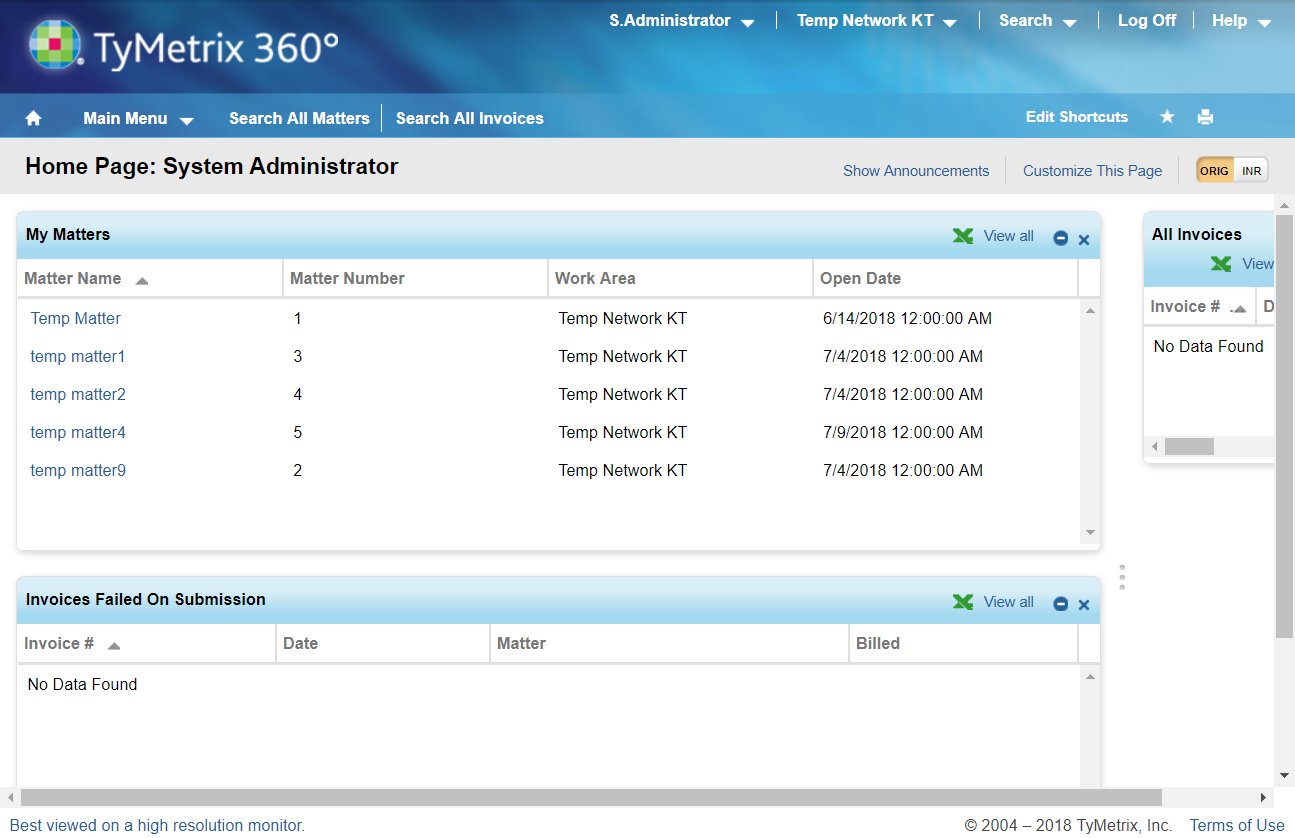 S.Administrator Temp Network KT Search Log Off Help
TyMetrix 360°
Main Menu Search All Matters Search All Invoices Edit Shortcuts
Home Page: System Administrator Show Announcements Customize This Page ORIG INR
My Matters View all
Matter Name Matter Number Work Area Open Date
Temp Matter 1 Temp Network KT 6/14/2018 12:00:00 AM
temp matter1 3 Temp Network KT 7/4/2018 12:00:00 AM
temp matter2 4 Temp Network KT 7/4/2018 12:00:00 AM
temp matter4 5 Temp Network KT 7/9/2018 12:00:00 AM
temp matter9 2 Temp Network KT 7/4/2018 12:00:00 AM
All Invoices
View
Invoice # . D
No Data Found
Invoices Failed On Submission View all
Invoice # Date Matter Billed
No Data Found
Best viewed on a high resolution monitor. © 2004 – 2018 TyMetrix, Inc. Terms of Use